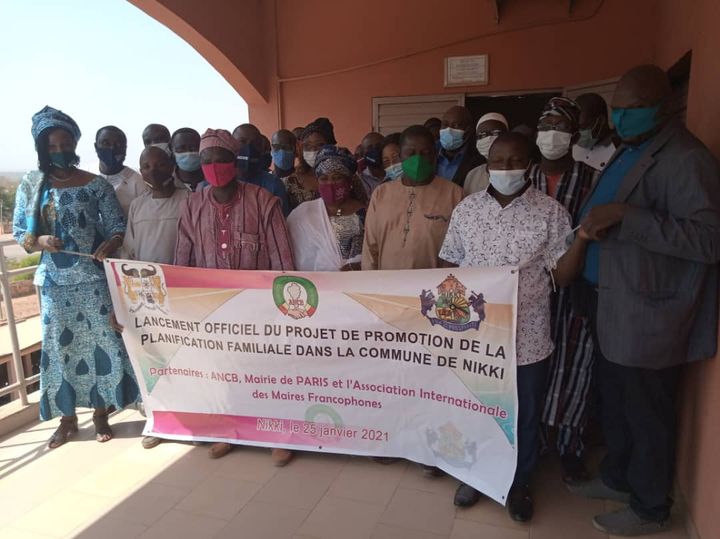 ANCB
LANCEMENT OFFICIEL DU PROJET DE PROMOTION DE LA
PLANIFICATION FAMILIALE DANS LA COMMUNE DE NIKKI
Partenaires : ANCB, Mairie de PARIS et l'Association Internationale
des Maires Francophones
Nikki, le 25 janvier 2021